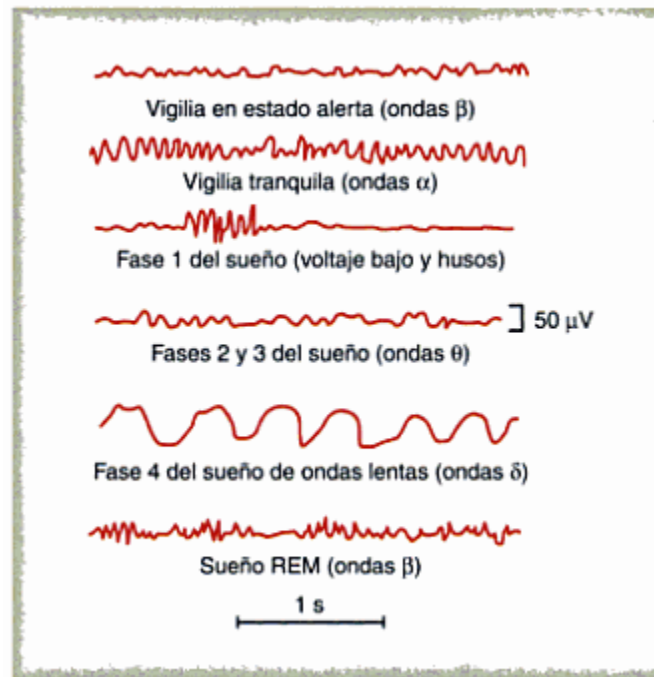 Vigilia en estado alerta (ondas β)
Vigilia tranquila (ondas α)
Fase 1 del sueño (voltaje bajo y husos)
50 μV
Fases 2 y 3 del sueño (ondas θ)
Fase 4 del sueño de ondas lentas (ondas δ)
Sueño REM (ondas β)
1 s